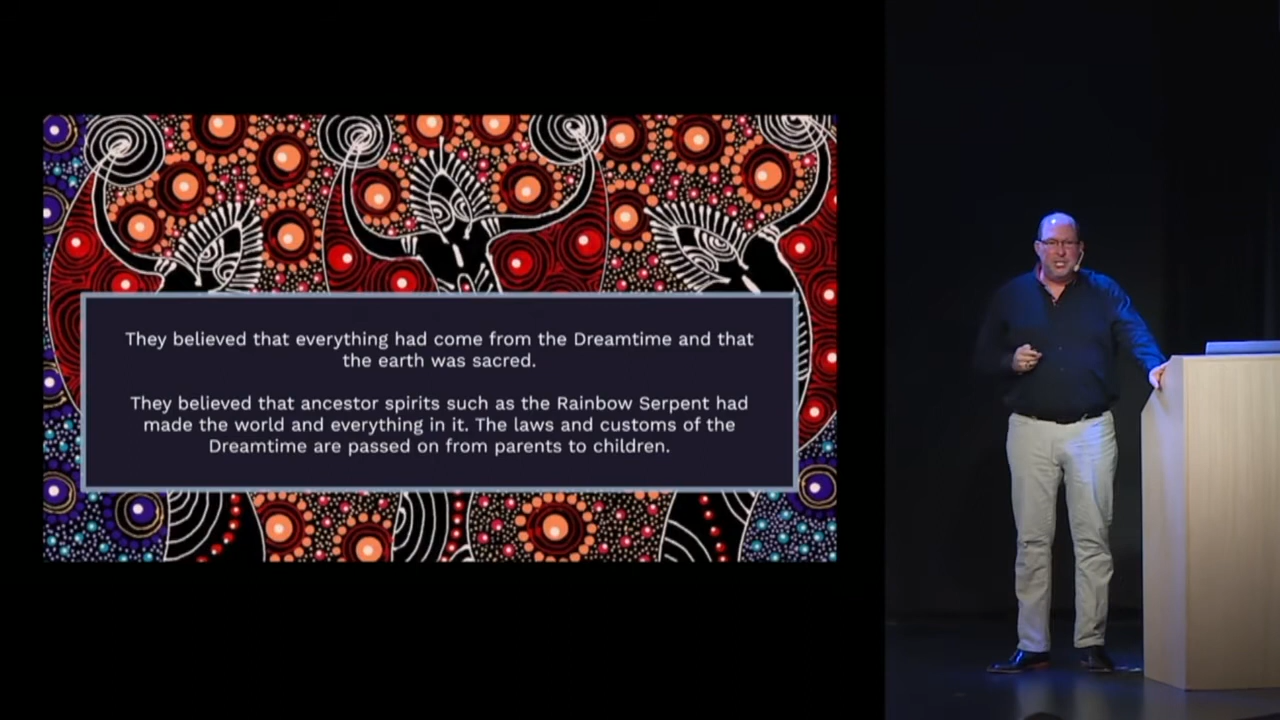 They believed that everything had come from the Dreamtime and that
the earth was sacred.
They believed that ancestor spirits such as the Rainbow Serpent had
made the world and everything in it. The laws and customs of the
Dreamtime are passed on from parents to children.